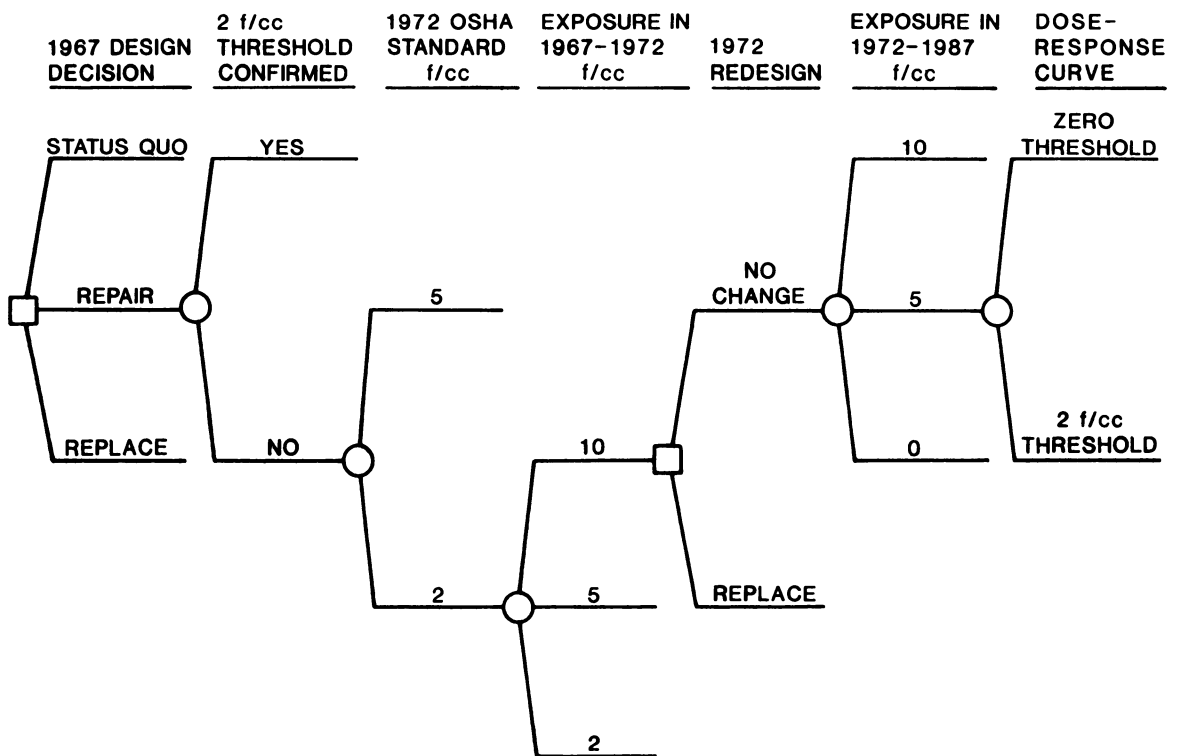 1967 DESIGN
DECISION
2 f/cc
THRESHOLD
CONFIRMED
1972 OSHA
STANDARD
f/cc
EXPOSURE IN
1967-1972
f/cc
1972
REDESIGN
EXPOSURE IN
1972-1987
f/cc
DOSE-
RESPONSE
CURVE
STATUS QUO
REPAIR
REPLACE
YES
NO
5
2
10
5
2
NO
CHANGE
REPLACE
10
5
0
ZERO
THRESHOLD
2 f/cc
THRESHOLD